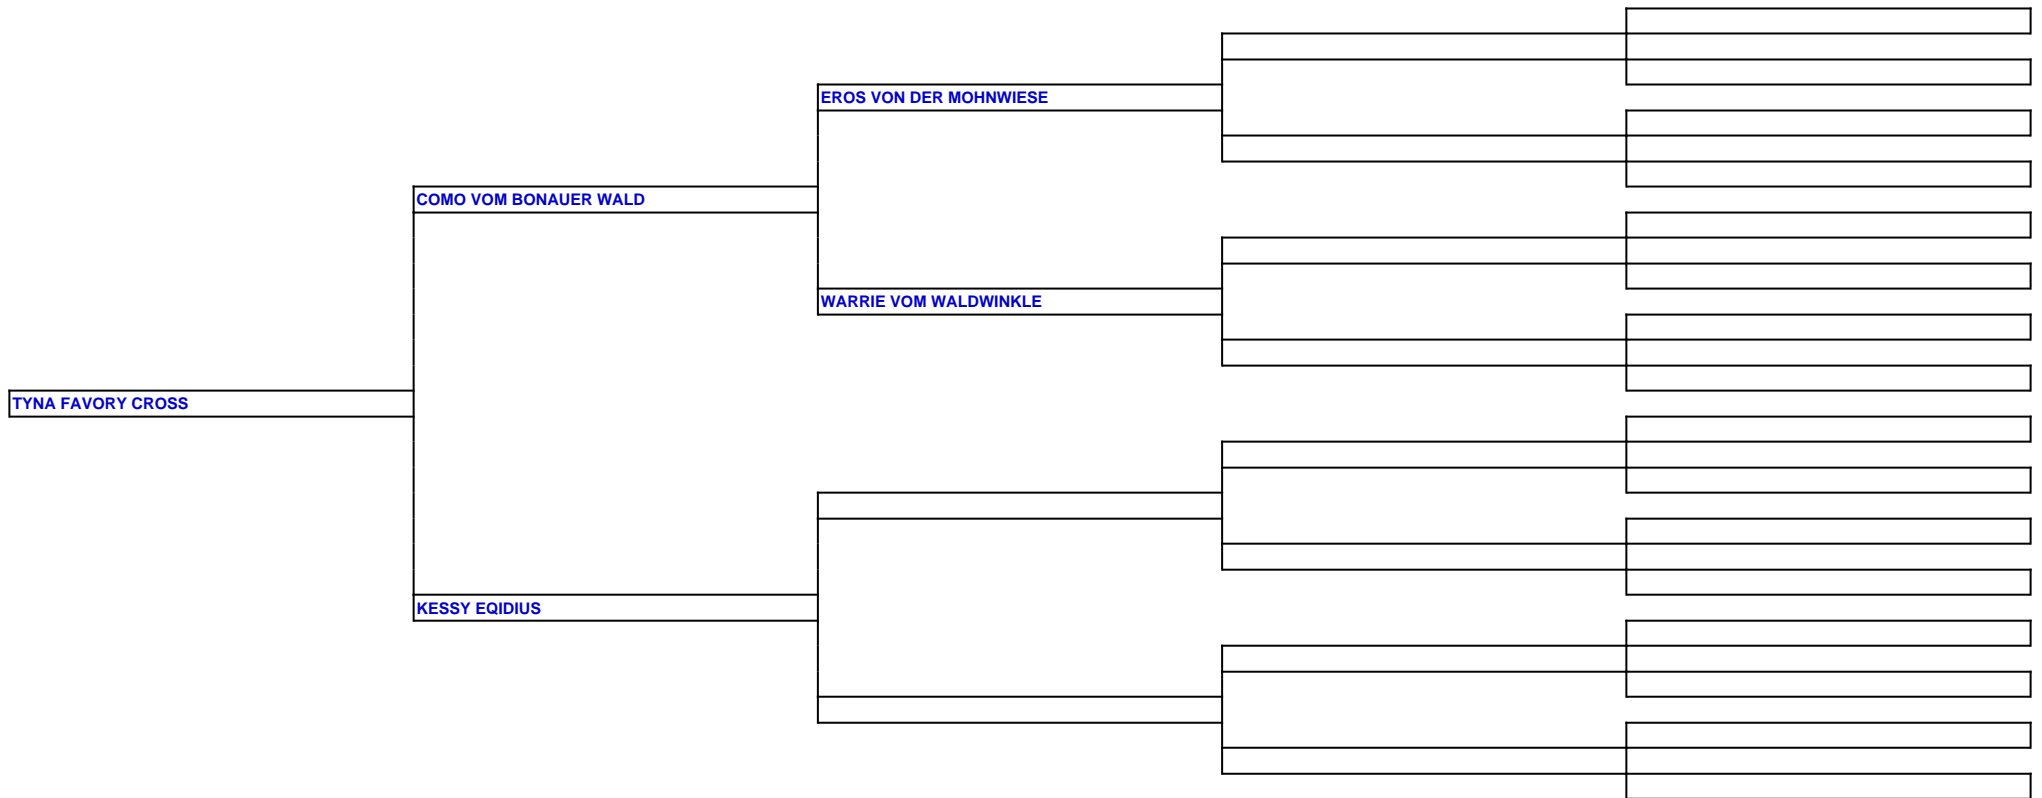 EROS VON DER MOHNWIESE
COMO VOM BONAUER WALD
WARRIE VOM WALDWINKLE
TYNA FAVORY CROSS
KESSY EQIDIUS